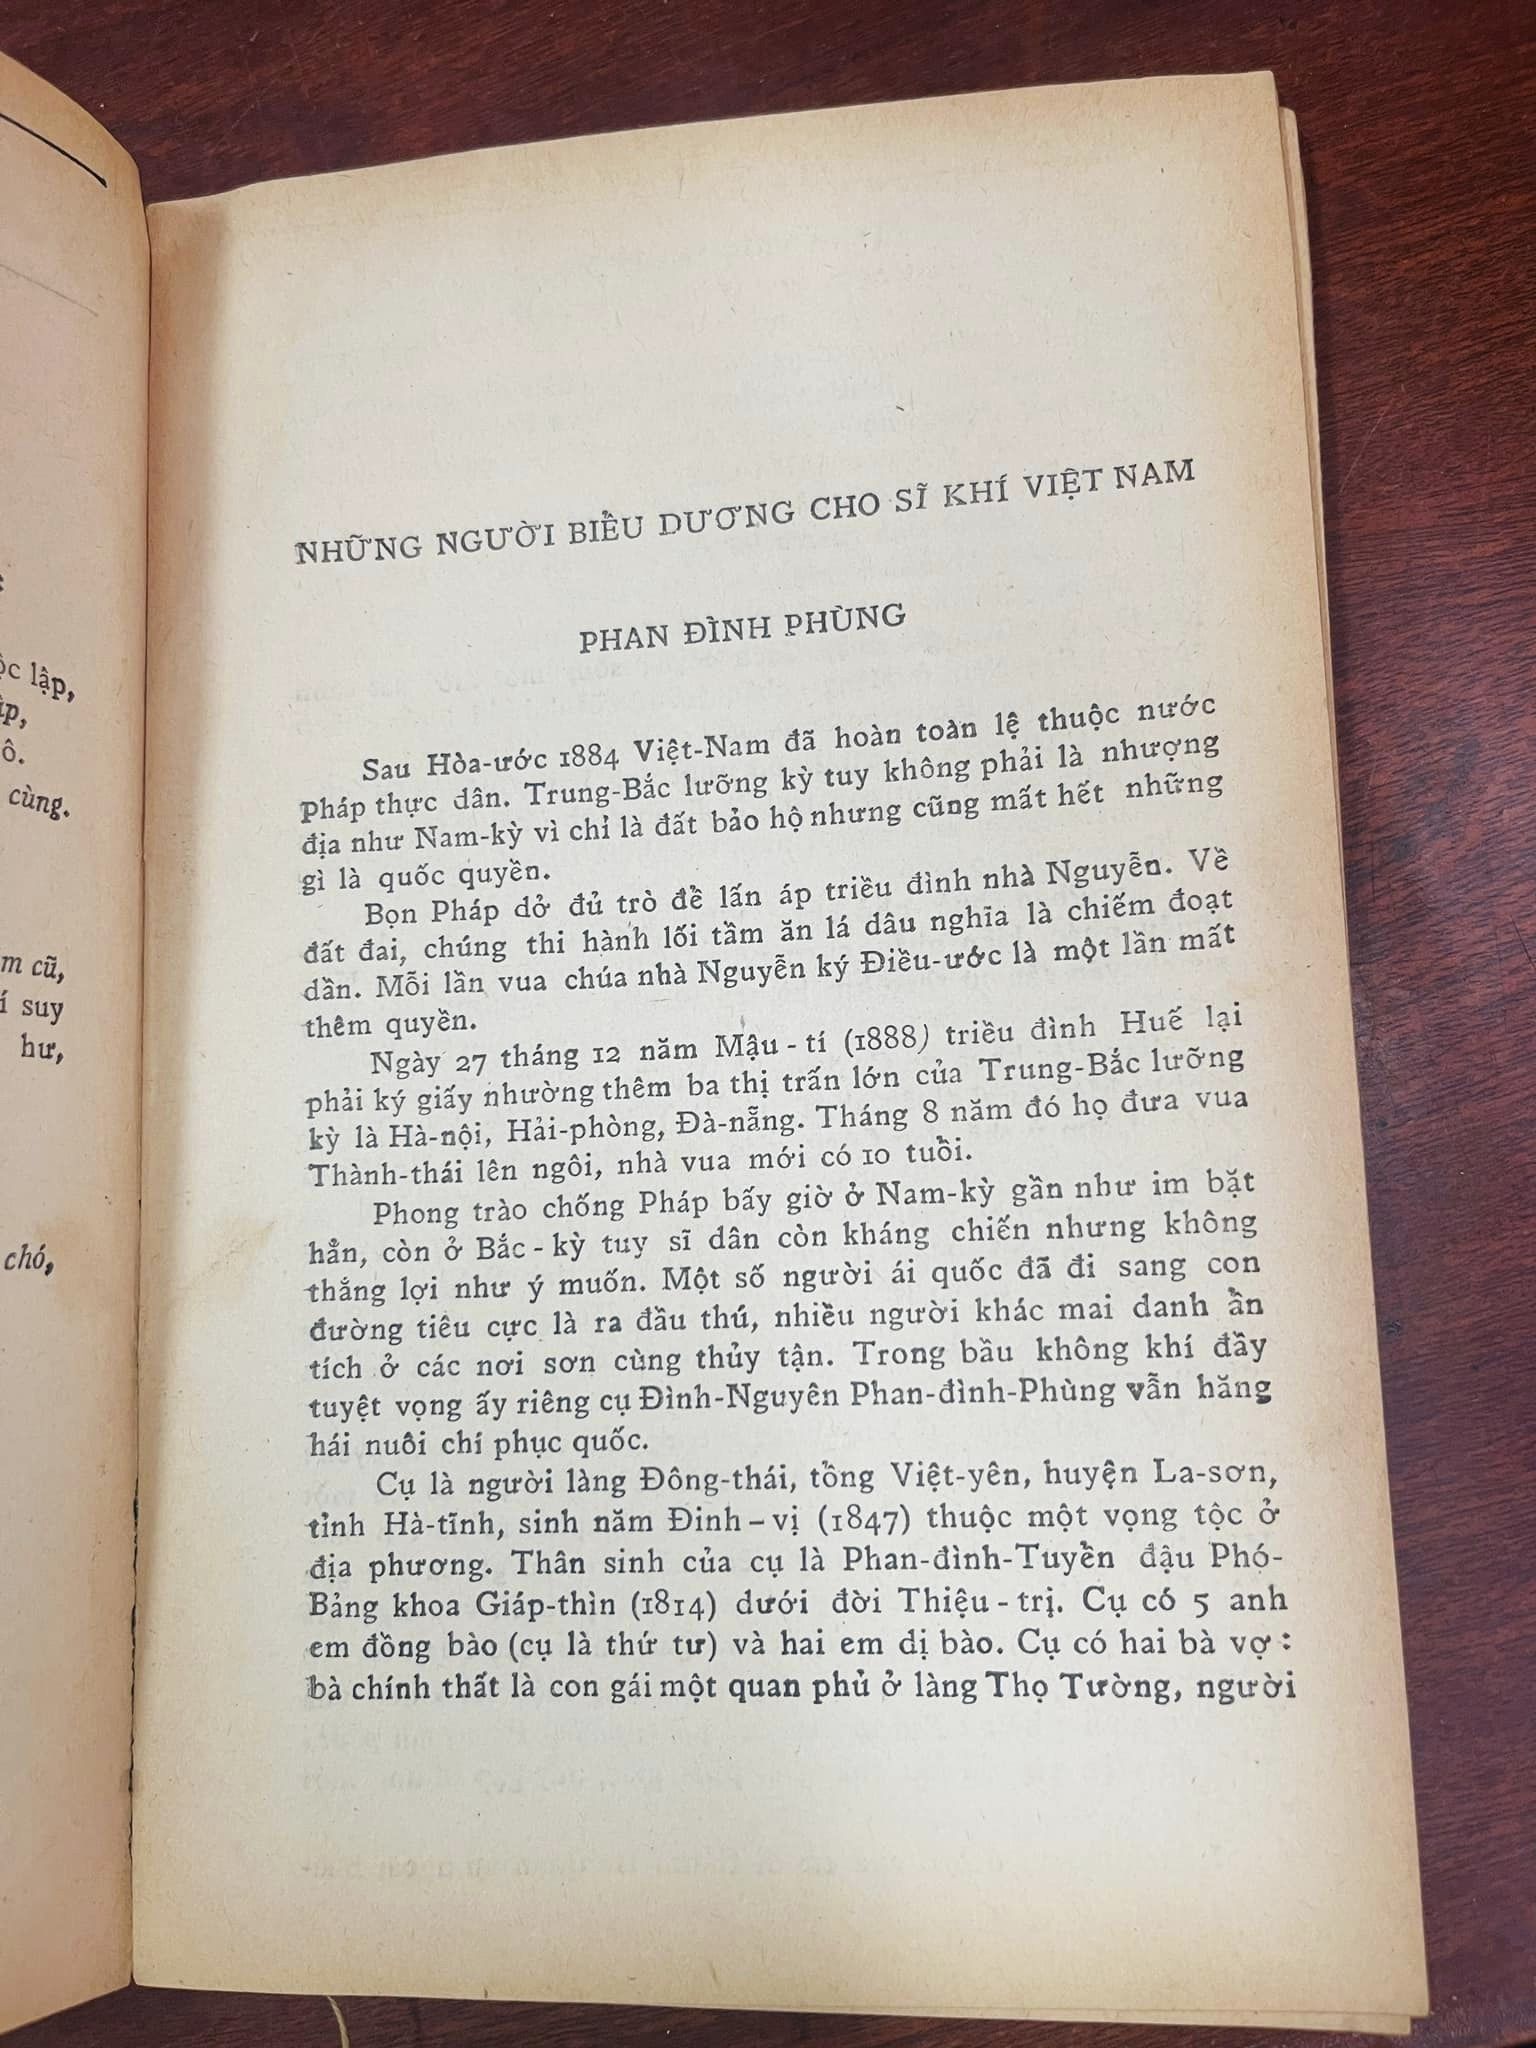 ộc lập,
ô.
cùng.
m cũ,
í suy
hư,
chó,
NHỮNG NGƯỜI BIỂU DƯƠNG CHO SĨ KHÍ VIỆT NAM
PHAN ĐÌNH PHÙNG
Sau Hòa-ước 1884 Việt-Nam đã hoàn toàn lệ thuộc nước
pháp thực dân. Trung-Bắc lưỡng kỳ tuy không phải là nhượng
địa như Nam-kỳ vì chỉ là đất bảo hộ nhưng cũng mất hết những
gì là quốc quyền.
Bọn Pháp dở đủ trò để lấn áp triều đình nhà Nguyễn. Về
đất đai, chúng thi hành lối tằm ăn lá dâu nghĩa là chiếm đoạt
dần. Mỗi lần vua chúa nhà Nguyễn ký Điều-ước là một lần mất
thêm quyền.
Ngày 27 tháng 12 năm Mậu - tí (1888) triều đình Huế lại
phải ký giấy nhường thêm ba thị trấn lớn của Trung-Bắc lưỡng
kỳ là Hà-nội, Hải-phòng, Đà-nẵng. Tháng 8 năm đó họ đưa vua
Thành-thái lên ngôi, nhà vua mới có 10 tuổi.
Phong trào chống Pháp bấy giờ ở Nam-kỳ gần như im bặt
hẳn, còn ở Bắc - kỳ tuy sĩ dân còn kháng chiến nhưng không
thắng lợi như ý muốn. Một số người ái quốc đã đi sang con
đường tiêu cực là ra đầu thú, nhiều người khác mai danh ẩn
tích ở các nơi sơn cùng thủy tận. Trong bầu không khí đầy
tuyệt vọng ấy riêng cụ Đình-Nguyên Phan-đình-Phùng vẫn hăng
hái nuôi chí phục quốc.
Cụ là người làng Đông-thái, tổng Việt-yên, huyện La-sơn,
tỉnh Hà-tĩnh, sinh năm Đinh – vị (1847) thuộc một vọng tộc ở
địa phương. Thân sinh của cụ là Phan-đình-Tuyển đậu Phó-
Bảng khoa Giáp-thìn (1814) dưới đời Thiệu - trị. Cụ có 5 anh
em đồng bào (cụ là thứ tư) và hai em dị bào. Cụ có hai bà vợ :
bà chính thất là con gái một quan phủ ở làng Thọ Tường, người